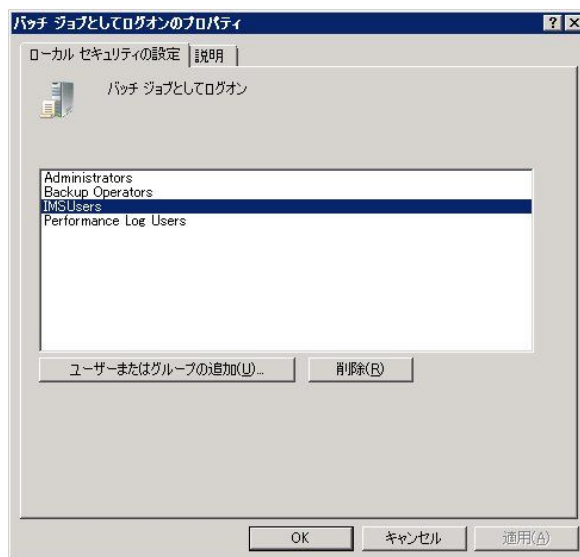 バッチ ジョブとしてログオンのプロパティ
ローカル セキュリティの設定 説明
バッチ ジョブとしてログオン
Administrators
Backup Operators
IMSUsers
Performance Log Users
ユーザーまたはグループの追加(U)... 削除(R)
OK キャンセル 適用(A)